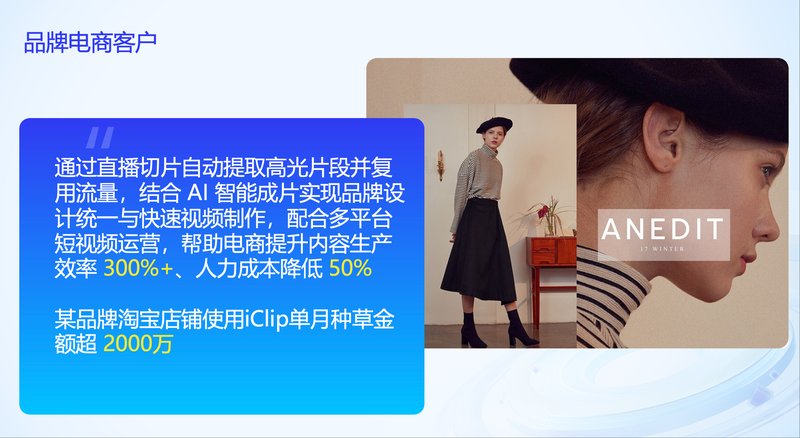 品牌电商客户
通过直播切片自动提取高光片段并复
用流量，结合 AI 智能成片实现品牌设
计统一与快速视频制作，配合多平台
短视频运营，帮助电商提升内容生产
效率 300%+、人力成本降低 50%
某品牌淘宝店铺使用iClip单月种草金
额超 2000万
ANEDIT
17 WINTER